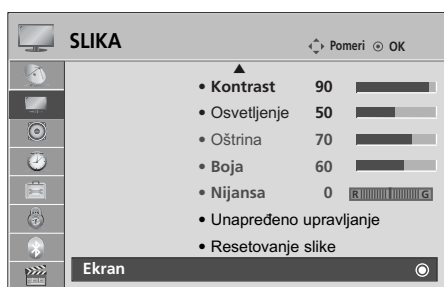 SLIKA Pomeri OK
• Kontrast 90
• Osvetljenje 50
• Oštrina 70
• Boja 60
• Nijansa 0 R G
• Unapređeno upravljanje
• Resetovanje slike
Ekran